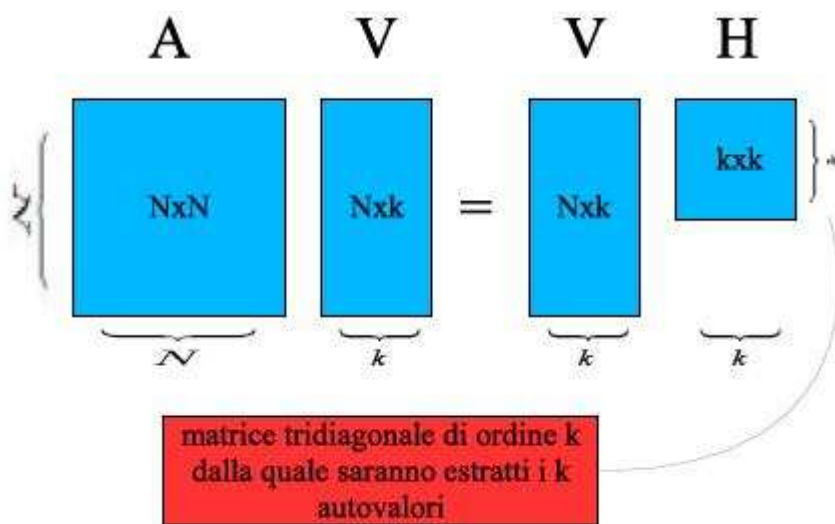 A V V H
N NxN Nxk = Nxk kxk
N k k k
matrice tridiagonale di ordine k
dalla quale saranno estratti i k
autovalori